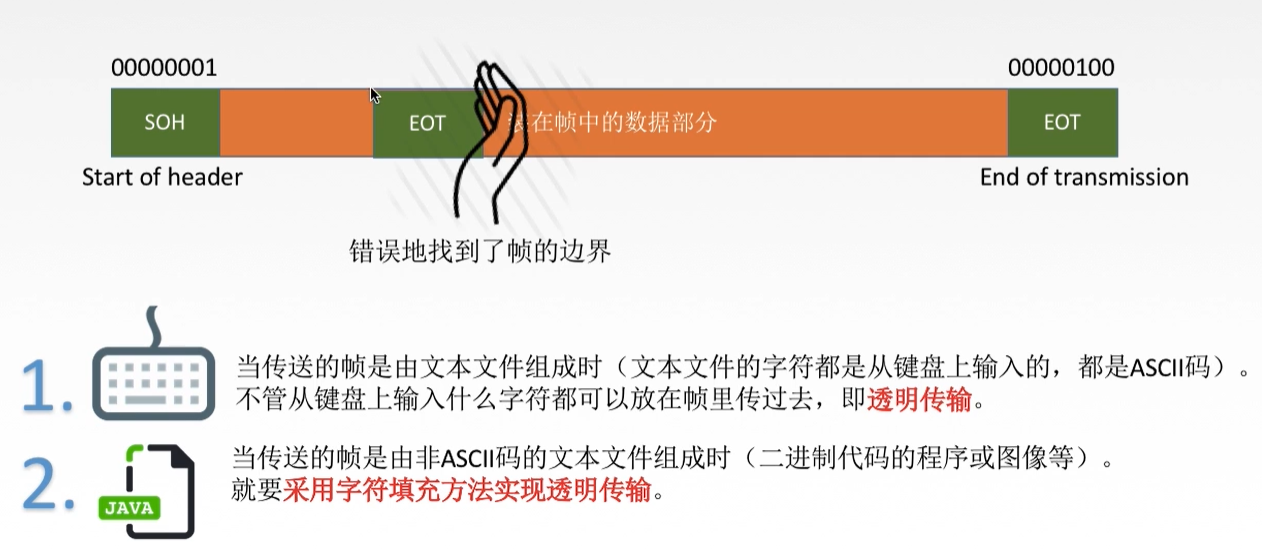 00000001
00000100
SOH
EOT
装在帧中的数据部分
EOT
Start of header
End of transmission
错误地找到了帧的边界
1.
当传送的帧是由文本文件组成时（文本文件的字符都是从键盘上输入的，都是ASCII码）。
不管从键盘上输入什么字符都可以放在帧里传过去，即透明传输。
2.
JAVA
当传送的帧是由非ASCII码的文本文件组成时（二进制代码的程序或图像等）。
就要采用字符填充方法实现透明传输。